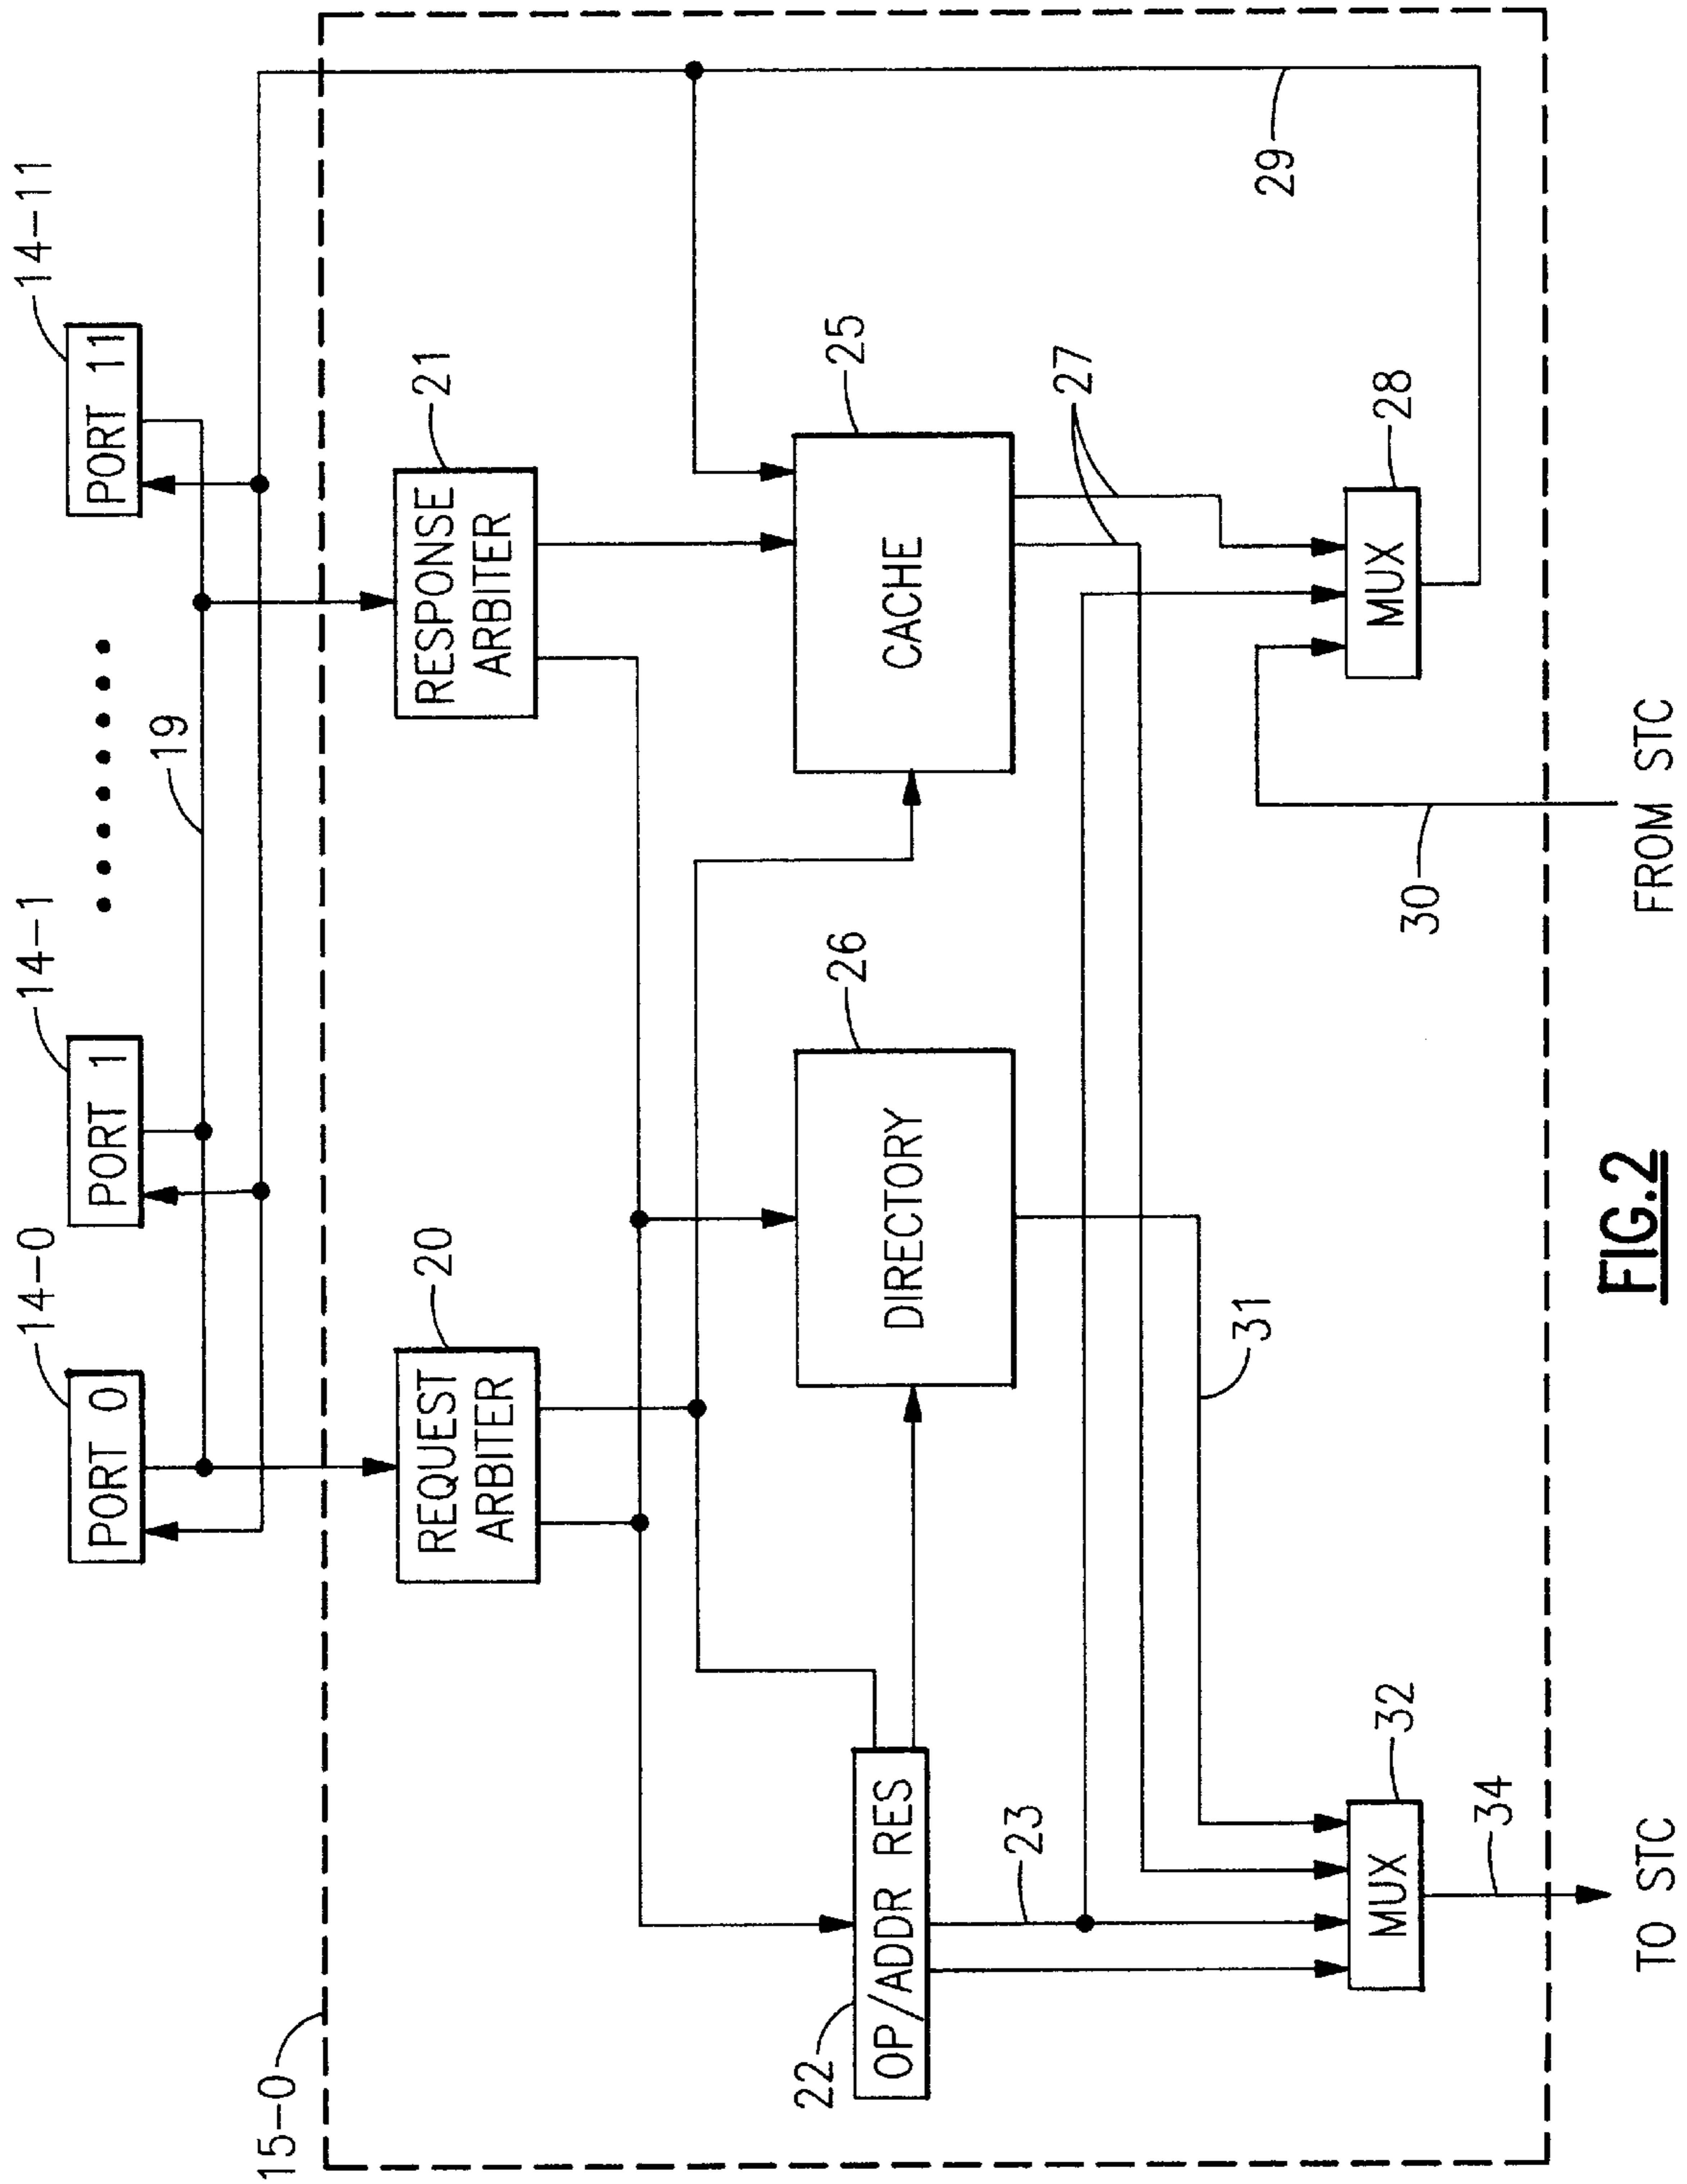 14-0
14-1
14-11
PORT 0
PORT 1
PORT 11
19
15-0
20
21
REQUEST
ARBITER
RESPONSE
ARBITER
22
OP/ADDR RES
26
DIRECTORY
25
CACHE
23
27
31
29
32
MUX
28
MUX
34
30
TO STC
FROM STC
FIG.2